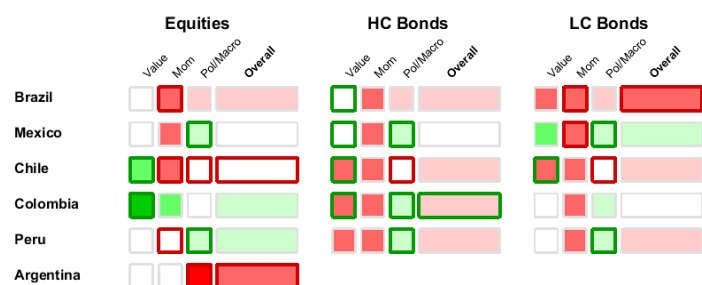 Equities HC Bonds LC Bonds
Value Mom Pol/Macro Overall Value Mom Pol/Macro Overall Value Mom Pol/Macro Overall
Brazil
Mexico
Chile
Colombia
Peru
Argentina